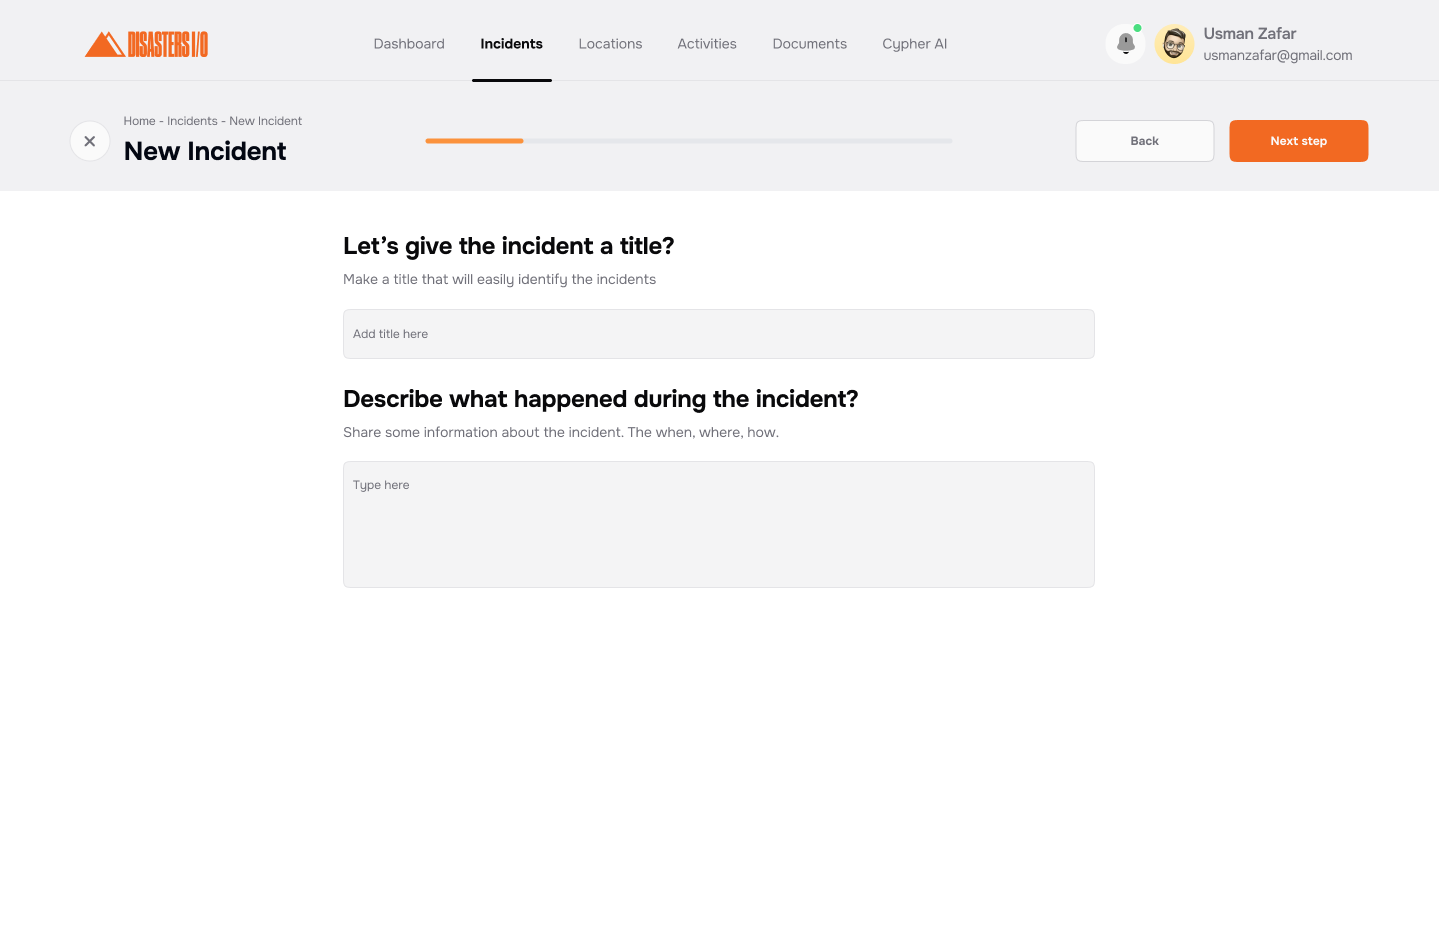 DISASTERS I/O
Dashboard
Incidents
Locations
Activities
Documents
Cypher AI
Usman Zafar
usmanzafar@gmail.com
Home - Incidents - New Incident
New Incident
Back
Next step
Let’s give the incident a title?
Make a title that will easily identify the incidents
Add title here
Describe what happened during the incident?
Share some information about the incident. The when, where, how.
Type here